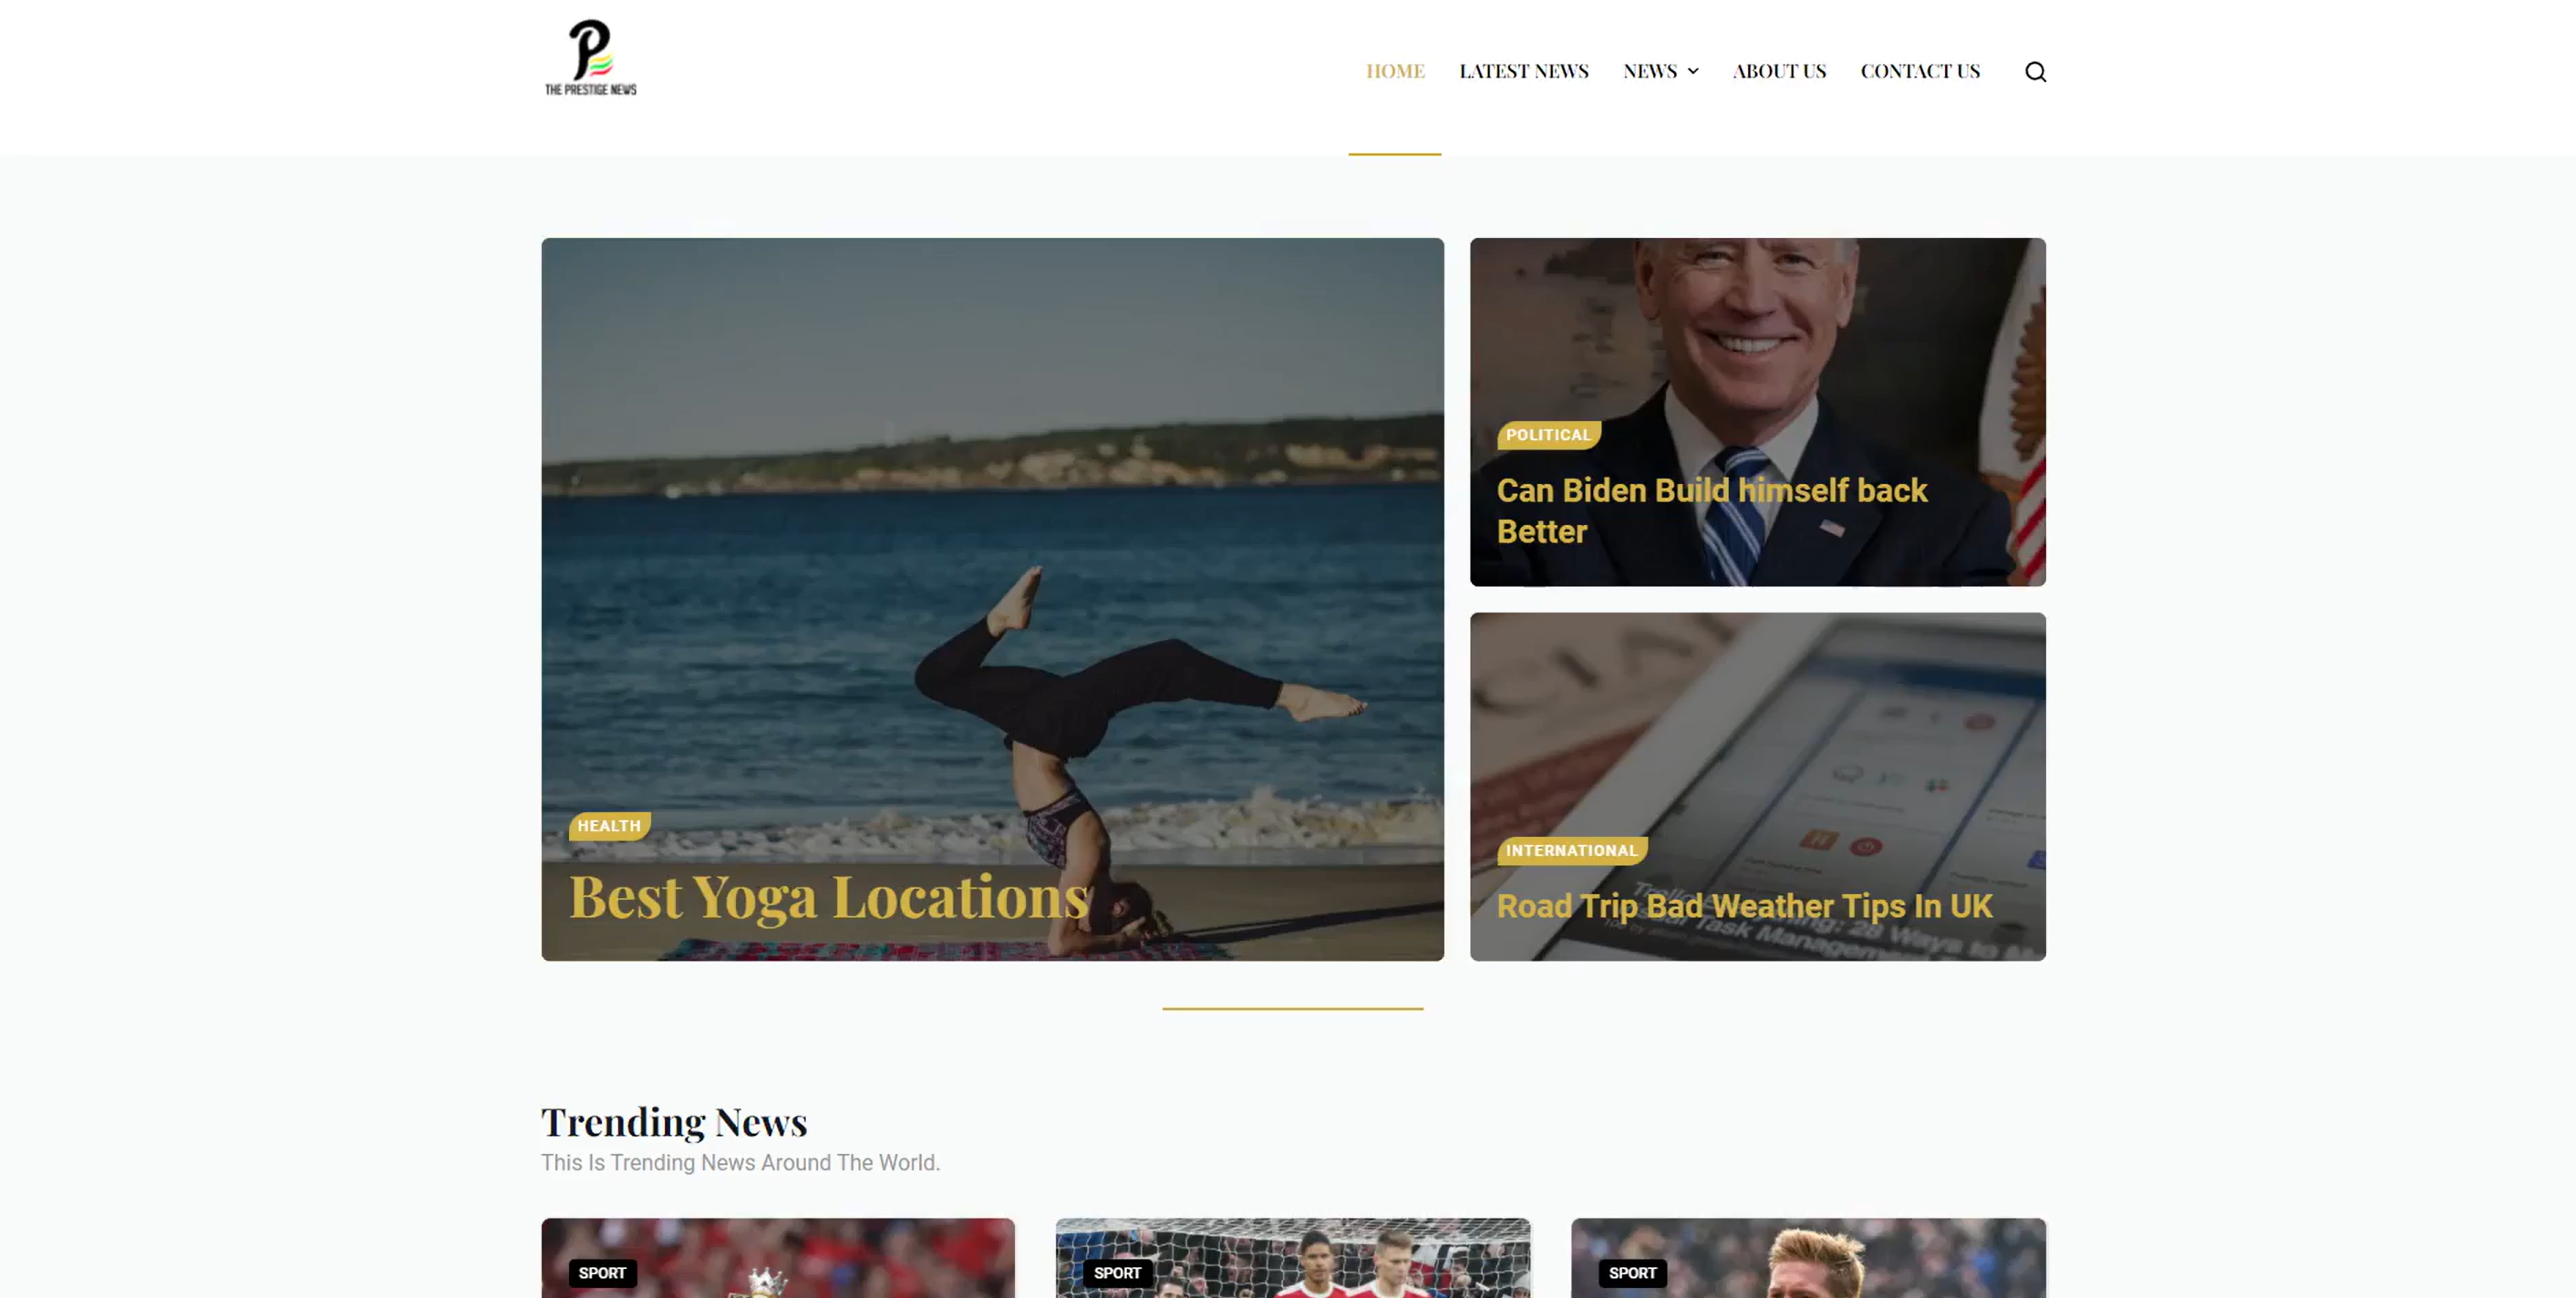 THE PRESTIGE NEWS
HOME
LATEST NEWS
NEWS
ABOUT US
CONTACT US
POLITICAL
Can Biden Build himself back
Better
HEALTH
Best Yoga Locations
INTERNATIONAL
Road Trip Bad Weather Tips In UK
Trending News
This Is Trending News Around The World.
SPORT
SPORT
SPORT